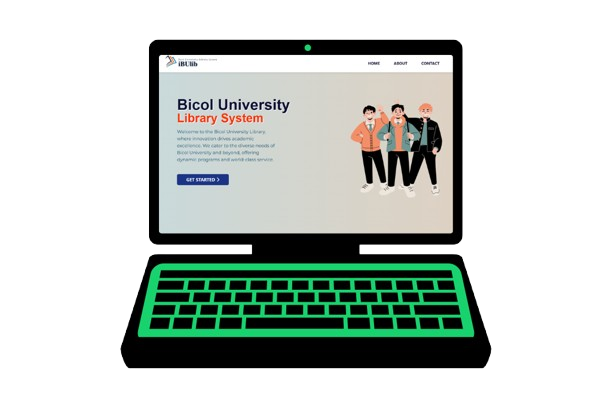 iBUlib
HOME
ABOUT
CONTACT
Bicol University
Library System
Welcome to the Bicol University Library,
where innovation drives academic
excellence. We cater to the diverse needs of
Bicol University and beyond, offering
dynamic programs and world-class service.
GET STARTED